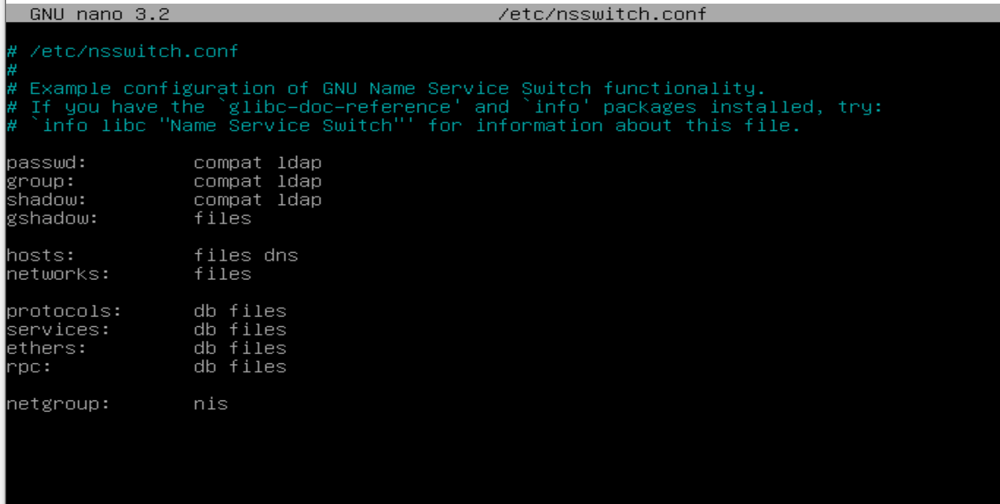 GNU nano 3.2 /etc/nsswitch.conf
# /etc/nsswitch.conf
#
# Example configuration of GNU Name Service Switch functionality.
# If you have the `glibc-doc-reference' and `info' packages installed, try:
# `info libc "Name Service Switch"' for information about this file.
passwd: compat ldap
group: compat ldap
shadow: compat ldap
gshadow: files
hosts: files dns
networks: files
protocols: db files
services: db files
ethers: db files
rpc: db files
netgroup: nis